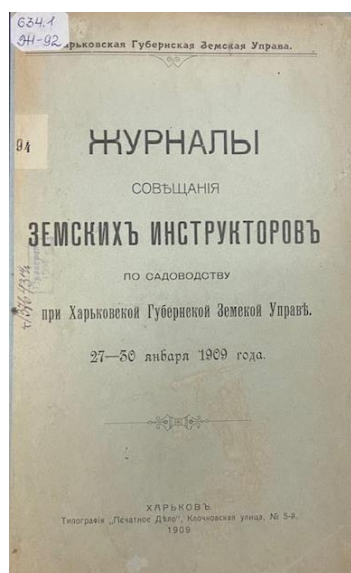 634.1
Ж-92
Харьковская Губернская Земская Управа.
94
ЖУРНАЛЫ
СОВѢЩАНІЯ
ЗЕМСКИХЪ ИНСТРУКТОРОВЪ
ПО САДОВОДСТВУ
при Харьковской Губернской Земской Управѣ.
27—30 января 1909 года.
ХАРЬКОВЪ.
Типографія „Печатное Дѣло“, Клочковская улица, № 5-й.
1909